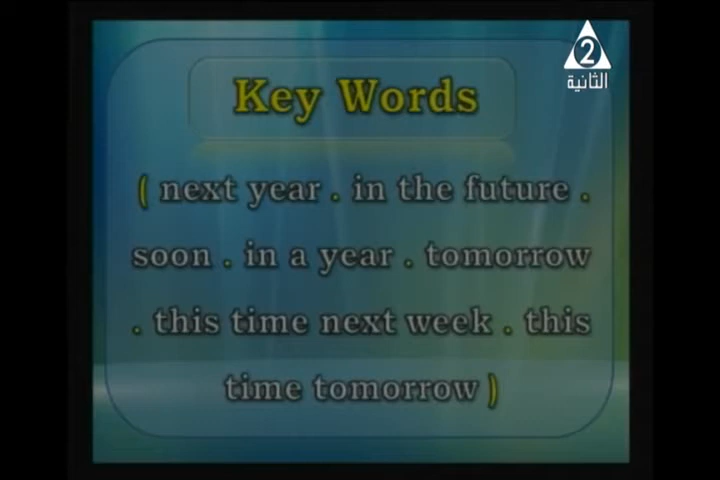 2
الثانية
Key Words
( next year . in the future .
soon . in a year . tomorrow
. this time next week . this
time tomorrow )